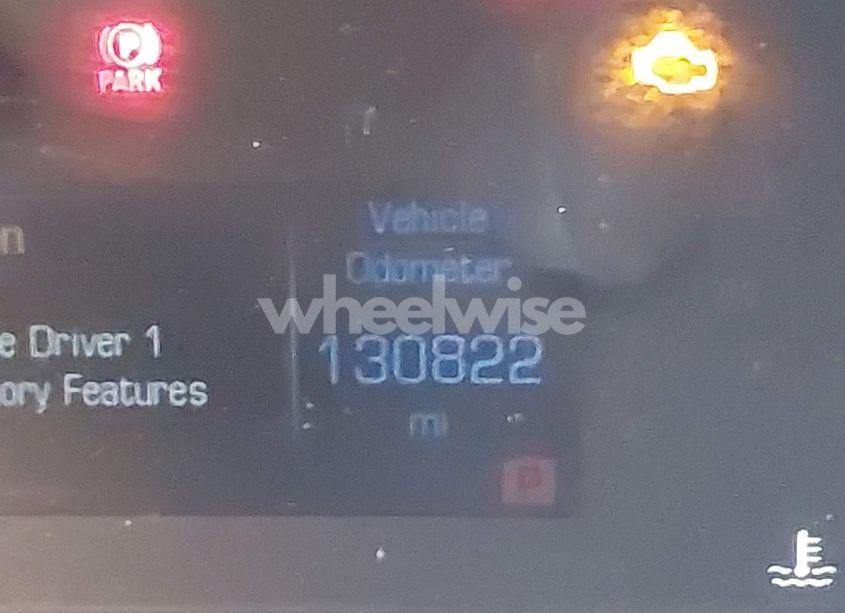 P
PARK
Vehicle
Odometer
n
wheelwise
e Driver 1
130822
ory Features
mi
P